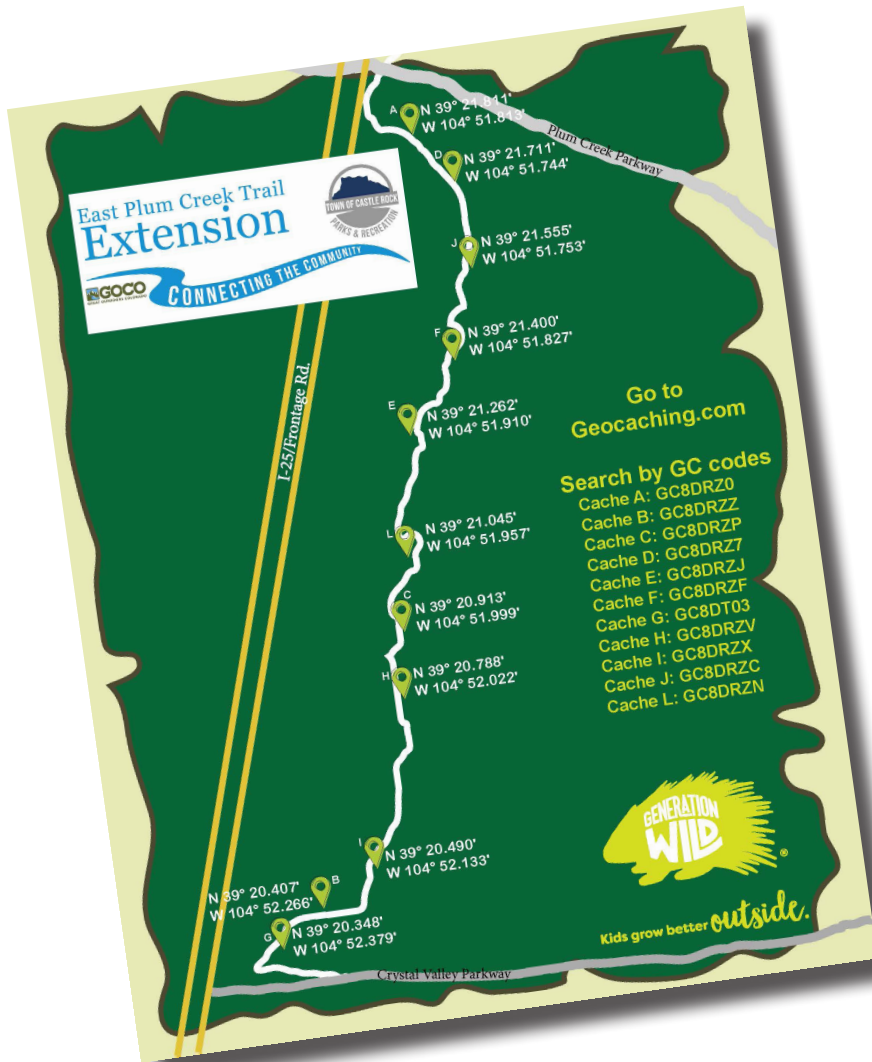 A
N 39° 21.811'
W 104° 51.813'
Plum Creek Parkway
D
N 39° 21.711'
W 104° 51.744'
East Plum Creek Trail
Extension
TOWN OF CASTLE ROCK
PARKS & RECREATION
GOCO
GREAT OUTDOORS COLORADO
CONNECTING THE COMMUNITY
J
N 39° 21.555'
W 104° 51.753'
F
N 39° 21.400'
W 104° 51.827'
I-25/Frontage Rd.
E
N 39° 21.262'
W 104° 51.910'
Go to
Geocaching.com
Search by GC codes
Cache A: GC8DRZ0
Cache B: GC8DRZZ
Cache C: GC8DRZP
Cache D: GC8DRZ7
Cache E: GC8DRZJ
Cache F: GC8DRZF
Cache G: GC8DT03
Cache H: GC8DRZV
Cache I: GC8DRZX
Cache J: GC8DRZC
Cache L: GC8DRZN
L
N 39° 21.045'
W 104° 51.957'
C
N 39° 20.913'
W 104° 51.999'
H
N 39° 20.788'
W 104° 52.022'
I
N 39° 20.490'
W 104° 52.133'
B
N 39° 20.407'
W 104° 52.266'
G
N 39° 20.348'
W 104° 52.379'
GENERATION
WILD
®
Kids grow better outside.
Crystal Valley Parkway